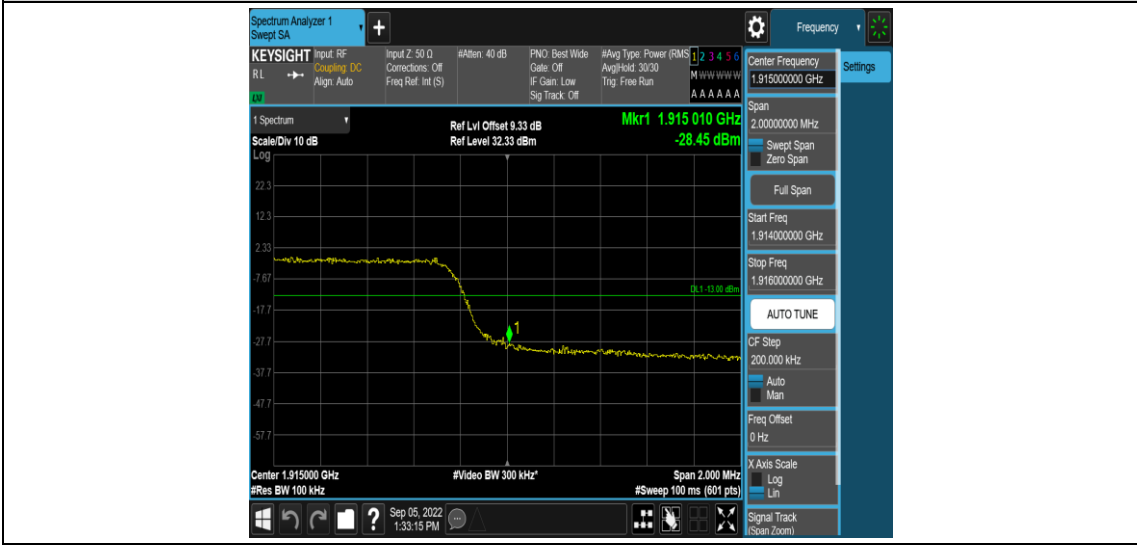 Spectrum Analyzer 1
Swept SA
+
Frequency
KEYSIGHT
RL
LM
Input: RF
Coupling: DC
Align: Auto
Input Z: 50 Ω
Corrections: Off
Freq Ref: Int (S)
#Atten: 40 dB
PNO: Best Wide
Gate: Off
IF Gain: Low
Sig Track: Off
#Avg Type: Power (RMS
Avg|Hold: 30/30
Trig: Free Run
1 2 3 4 5 6
M W W W W W
A A A A A A
1 Spectrum
Scale/Div 10 dB
Log
Ref Lvl Offset 9.33 dB
Ref Level 32.33 dBm
Mkr1 1.915 010 GHz
-28.45 dBm
22.3
12.3
2.33
-7.67
-17.7
-27.7
-37.7
-47.7
-57.7
DL1 -13.00 dBm
1
Center 1.915000 GHz
#Res BW 100 kHz
#Video BW 300 kHz*
Span 2.000 MHz
#Sweep 100 ms (601 pts)
Center Frequency
1.915000000 GHz
Settings
Span
2.00000000 MHz
Swept Span
Zero Span
Full Span
Start Freq
1.914000000 GHz
Stop Freq
1.916000000 GHz
AUTO TUNE
CF Step
200.000 kHz
Auto
Man
Freq Offset
0 Hz
X Axis Scale
Log
Lin
Signal Track
(Span Zoom)
?
Sep 05, 2022
1:33:15 PM